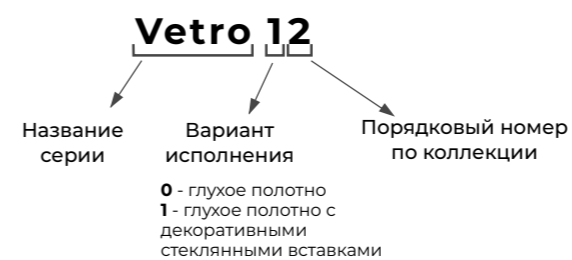 Vetro 12
Название
серии
Вариант
исполнения
Порядковый номер
по коллекции
0 - глухое полотно
1 - глухое полотно с
декоративными
стеклянными вставками